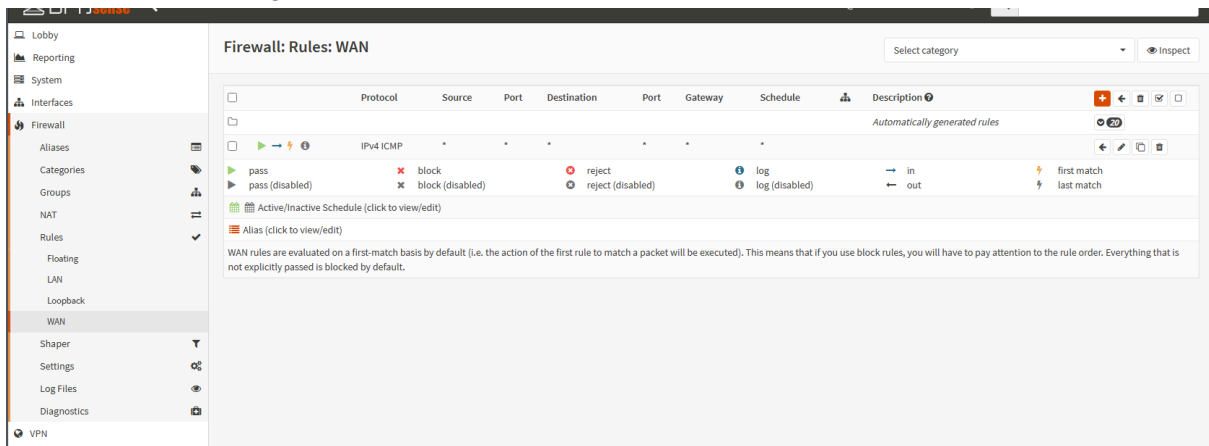 Lobby
Reporting
System
Interfaces
Firewall
Aliases
Categories
Groups
NAT
Rules
Floating
LAN
Loopback
WAN
Shaper
Settings
Log Files
Diagnostics
VPN
Firewall: Rules: WAN
Select category
Inspect
Protocol Source Port Destination Port Gateway Schedule Description
Automatically generated rules 20
IPv4 ICMP * * * * * *
pass block reject log in first match
pass (disabled) block (disabled) reject (disabled) log (disabled) out last match
Active/Inactive Schedule (click to view/edit)
Alias (click to view/edit)
WAN rules are evaluated on a first-match basis by default (i.e. the action of the first rule to match a packet will be executed). This means that if you use block rules, you will have to pay attention to the rule order. Everything that is
not explicitly passed is blocked by default.